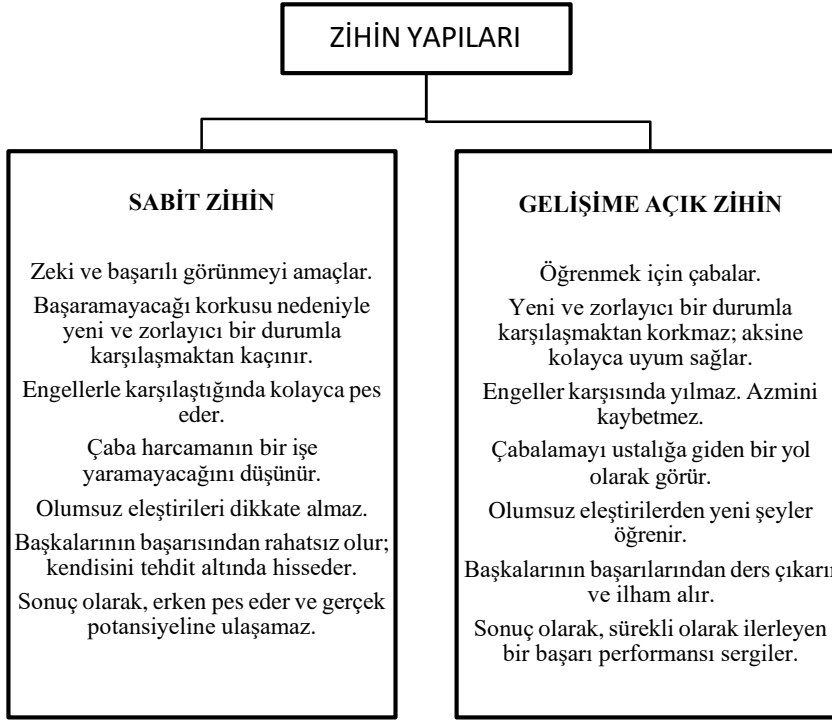 ZİHİN YAPILARI
SABİT ZİHİN
Zeki ve başarılı görünmeyi amaçlar.
Başaramayacağı korkusu nedeniyle
yeni ve zorlayıcı bir durumla
karşılaşmaktan kaçınır.
Engellerle karşılaştığında kolayca pes
eder.
Çaba harcamanın bir işe
yaramayacağını düşünür.
Olumsuz eleştirileri dikkate almaz.
Başkalarının başarısından rahatsız olur;
kendisini tehdit altında hisseder.
Sonuç olarak, erken pes eder ve gerçek
potansiyeline ulaşamaz.
GELİŞİME AÇIK ZİHİN
Öğrenmek için çabalar.
Yeni ve zorlayıcı bir durumla
karşılaşmaktan korkmaz; aksine
kolayca uyum sağlar.
Engeller karşısında yılmaz. Azmini
kaybetmez.
Çabalamayı ustalığa giden bir yol
olarak görür.
Olumsuz eleştirilerden yeni şeyler
öğrenir.
Başkalarının başarılarından ders çıkarır
ve ilham alır.
Sonuç olarak, sürekli olarak ilerleyen
bir başarı performansı sergiler.